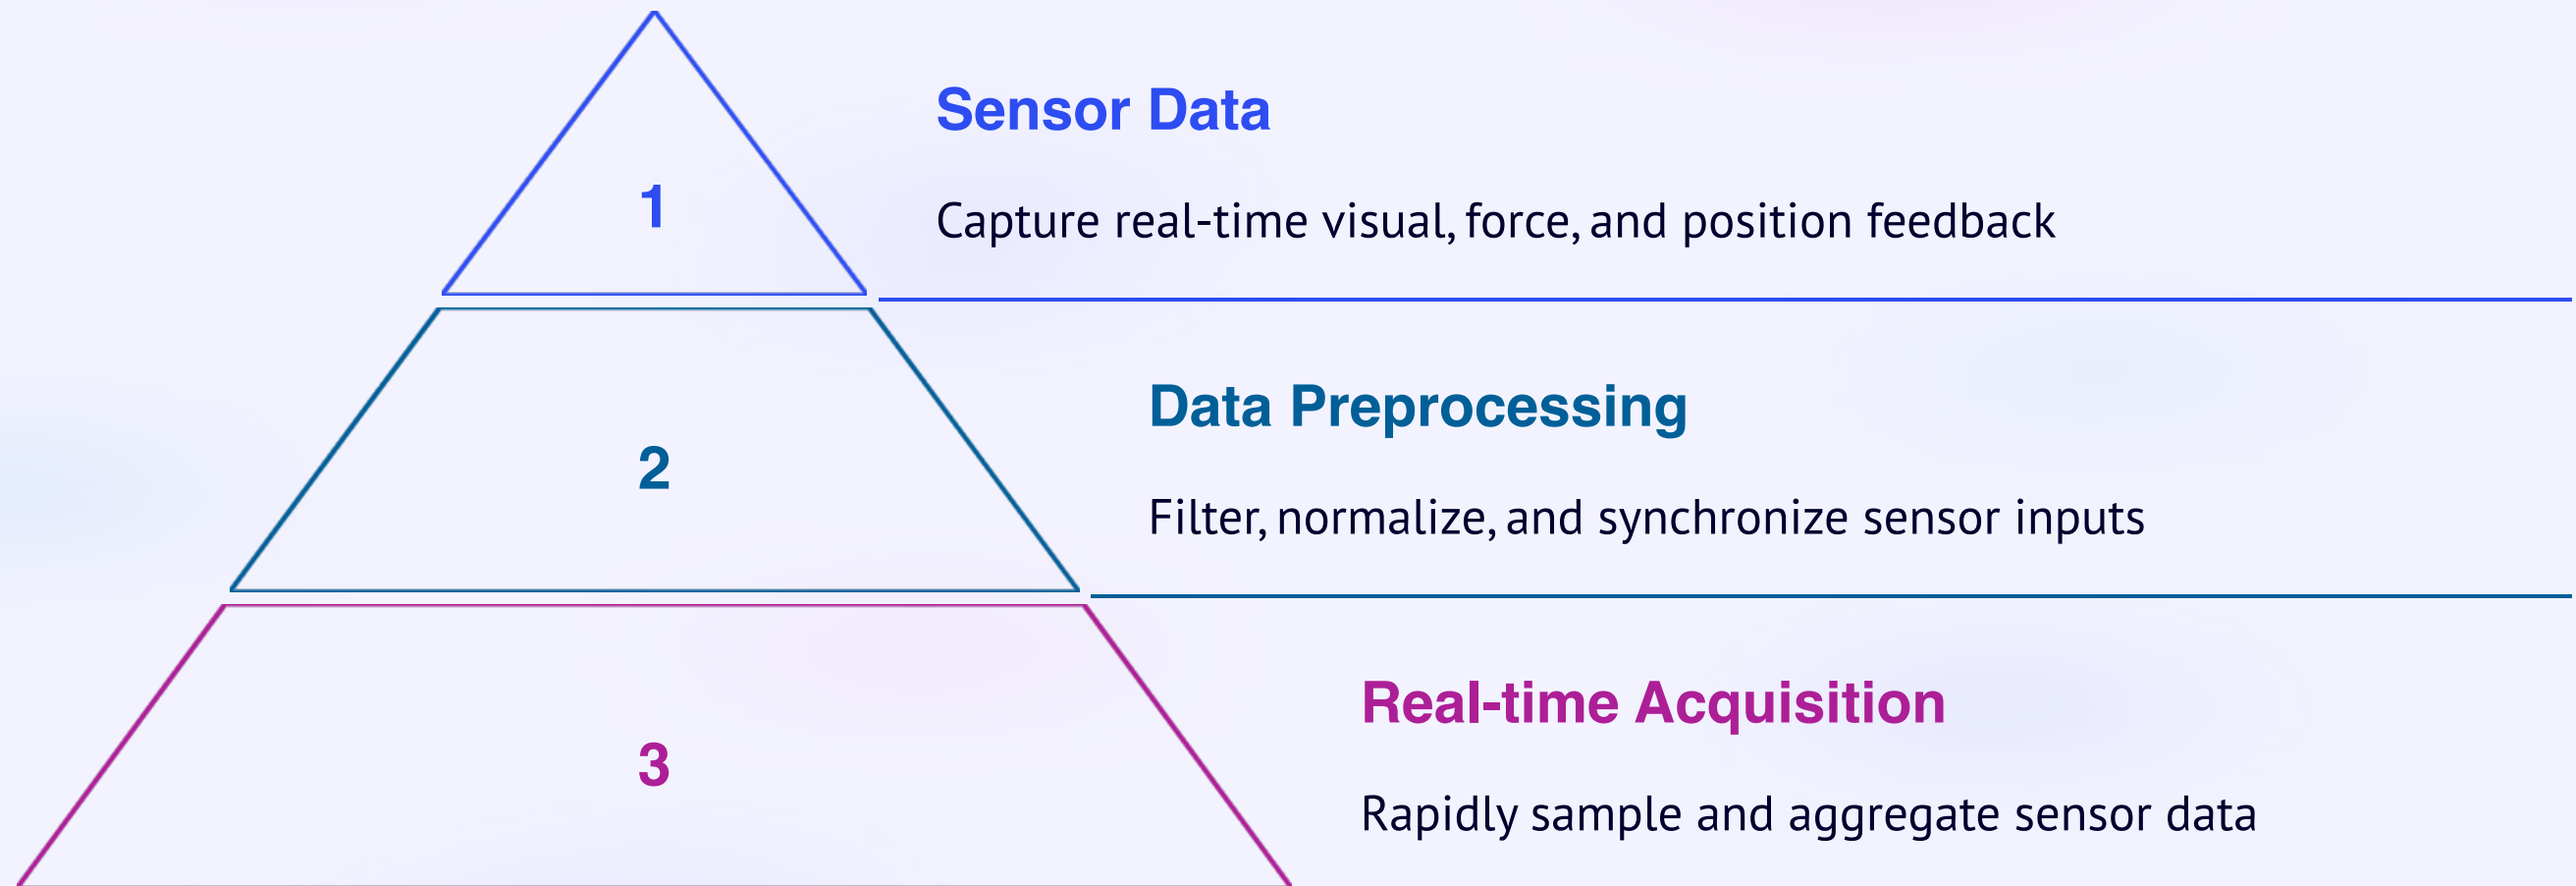 1
Sensor Data
Capture real-time visual, force, and position feedback
2
Data Preprocessing
Filter, normalize, and synchronize sensor inputs
3
Real-time Acquisition
Rapidly sample and aggregate sensor data